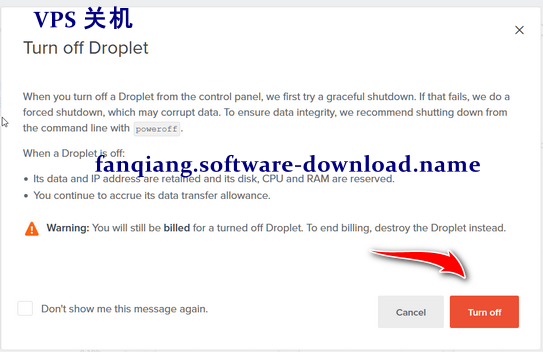 VPS 关机
Turn off Droplet
When you turn off a Droplet from the control panel, we first try a graceful shutdown. If that fails, we do a
forced shutdown, which may corrupt data. To ensure data integrity, we recommend shutting down from
the command line with poweroff.
When a Droplet is off:
fanqiang.software-download.name
• Its data and IP address are retained and its disk, CPU and RAM are reserved.
• You continue to accrue its data transfer allowance.
Warning: You will still be billed for a turned off Droplet. To end billing, destroy the Droplet instead.
Don't show me this message again.
Cancel
Turn off